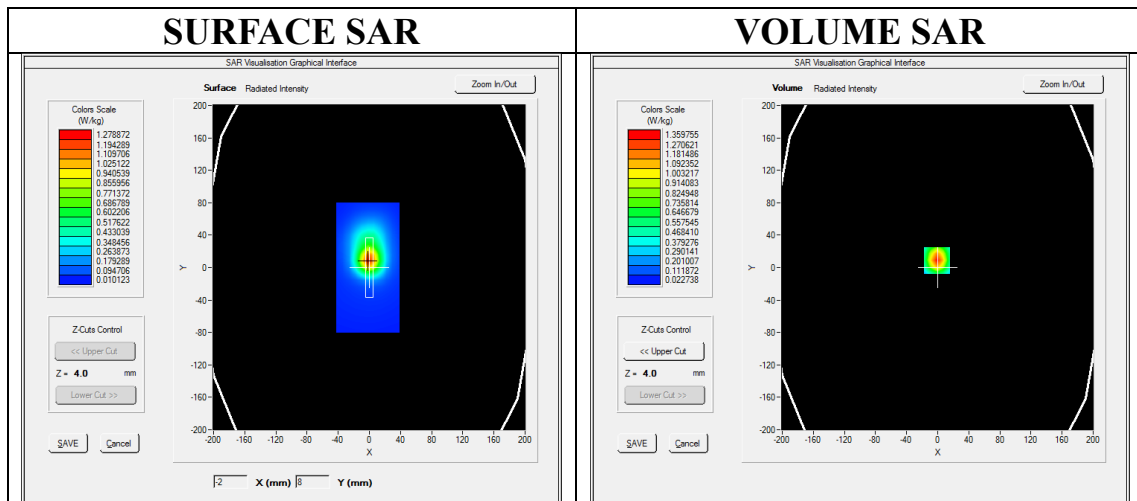 SURFACE SAR
SAR Visualisation Graphical Interface
Surface Radiated Intensity
Zoom In/Out
Colors Scale
(W/kg)
1.278872
1.194289
1.109706
1.025122
0.940539
0.855956
0.771372
0.686789
0.602206
0.517622
0.433039
0.348456
0.263873
0.179289
0.094706
0.010123
Z-Cuts Control
<< Upper Cut
Z = 4.0 mm
Lower Cut >>
SAVE Cancel
200
160
120
80
40
0
-40
-80
-120
-160
-200
Y
-200 -160 -120 -80 -40 0 40 80 120 160 200
X
-2 X (mm) 8 Y (mm)
VOLUME SAR
SAR Visualisation Graphical Interface
Volume Radiated Intensity
Zoom In/Out
Colors Scale
(W/kg)
1.359755
1.270621
1.181486
1.092352
1.003217
0.914083
0.824948
0.735814
0.646679
0.557545
0.468410
0.379276
0.290141
0.201007
0.111872
0.022738
Z-Cuts Control
<< Upper Cut
Z = 4.0 mm
Lower Cut >>
SAVE Cancel
200
160
120
80
40
0
-40
-80
-120
-160
-200
Y
-200 -160 -120 -80 -40 0 40 80 120 160 200
X